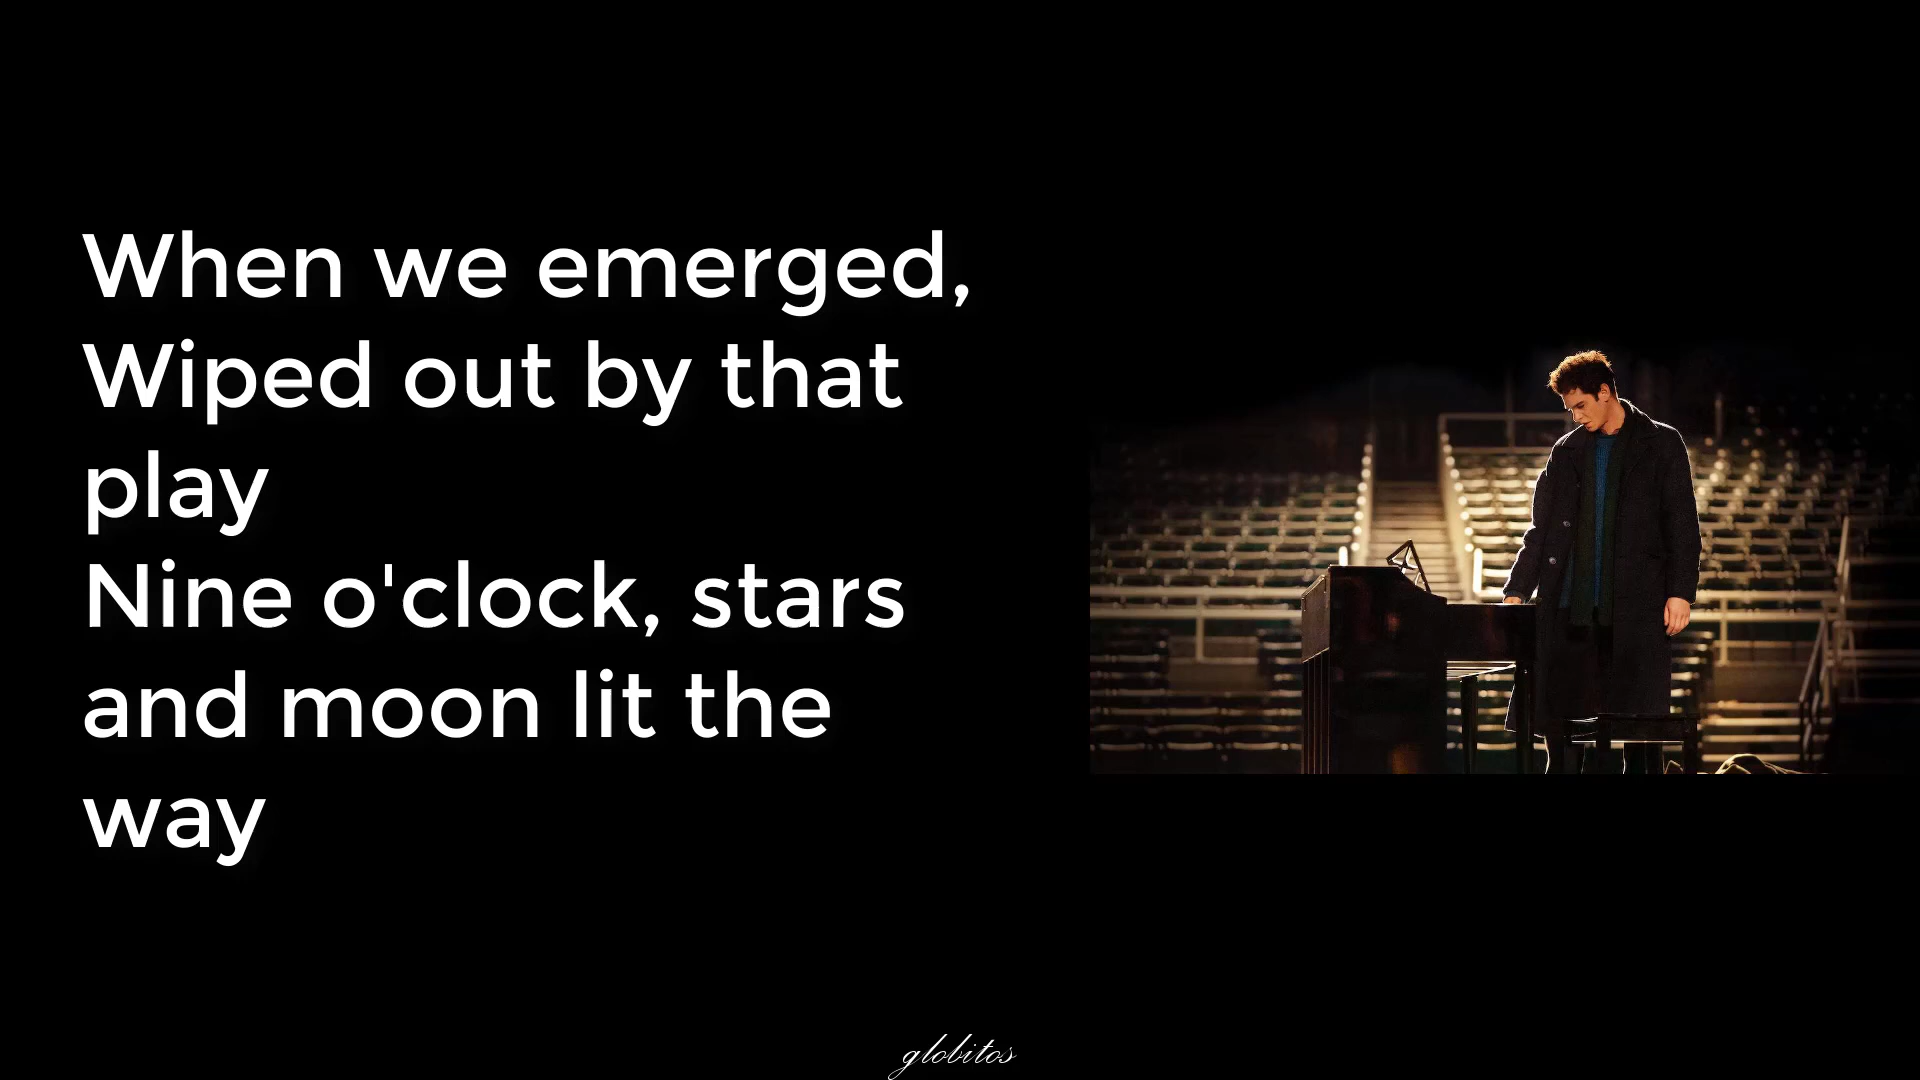 When we emerged,
Wiped out by that
play
Nine o'clock, stars
and moon lit the
way
globitos